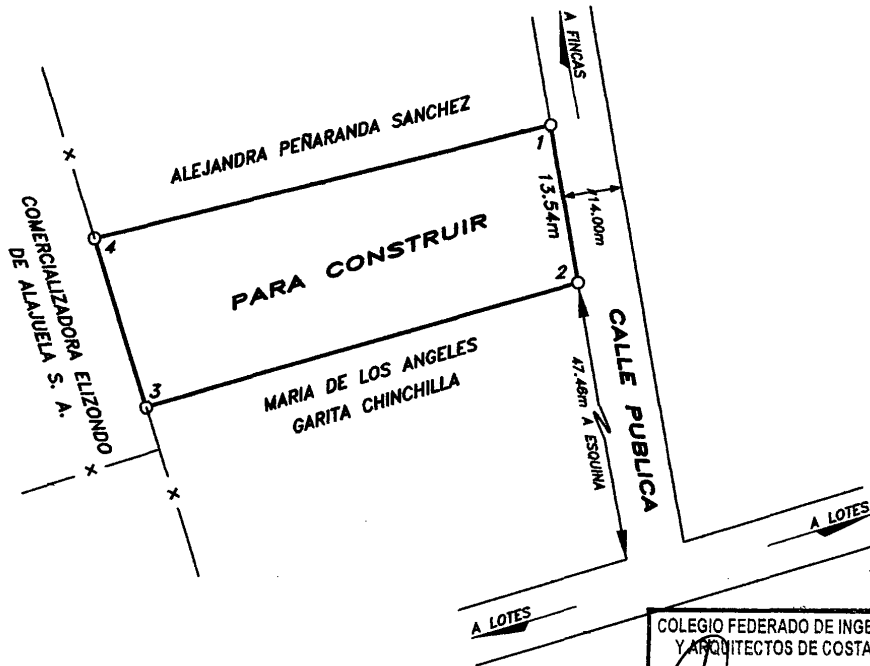 A FINCAS
ALEJANDRA PEÑARANDA SANCHEZ
1
13.54m
14.00m
4
PARA CONSTRUIR
2
COMERCIALIZADORA ELIZONDO
DE ALAJUELA S. A.
CALLE PUBLICA
3
MARIA DE LOS ANGELES
GARITA CHINCHILLA
47.46m A ESQUINA
x
x
x
A LOTES
A LOTES
COLEGIO FEDERADO DE INGE
Y ARQUITECTOS DE COSTA